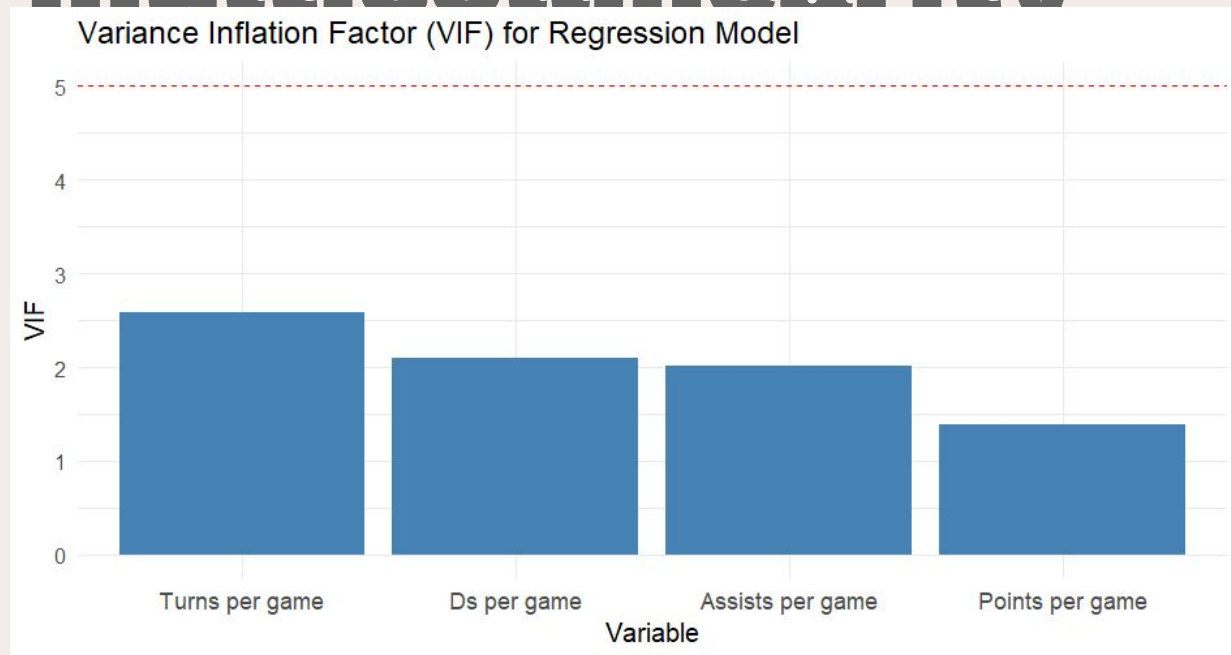 Variance Inflation Factor (VIF) for Regression Model
5
4
3
2
1
0
VIF
Turns per game
Ds per game
Assists per game
Points per game
Variable